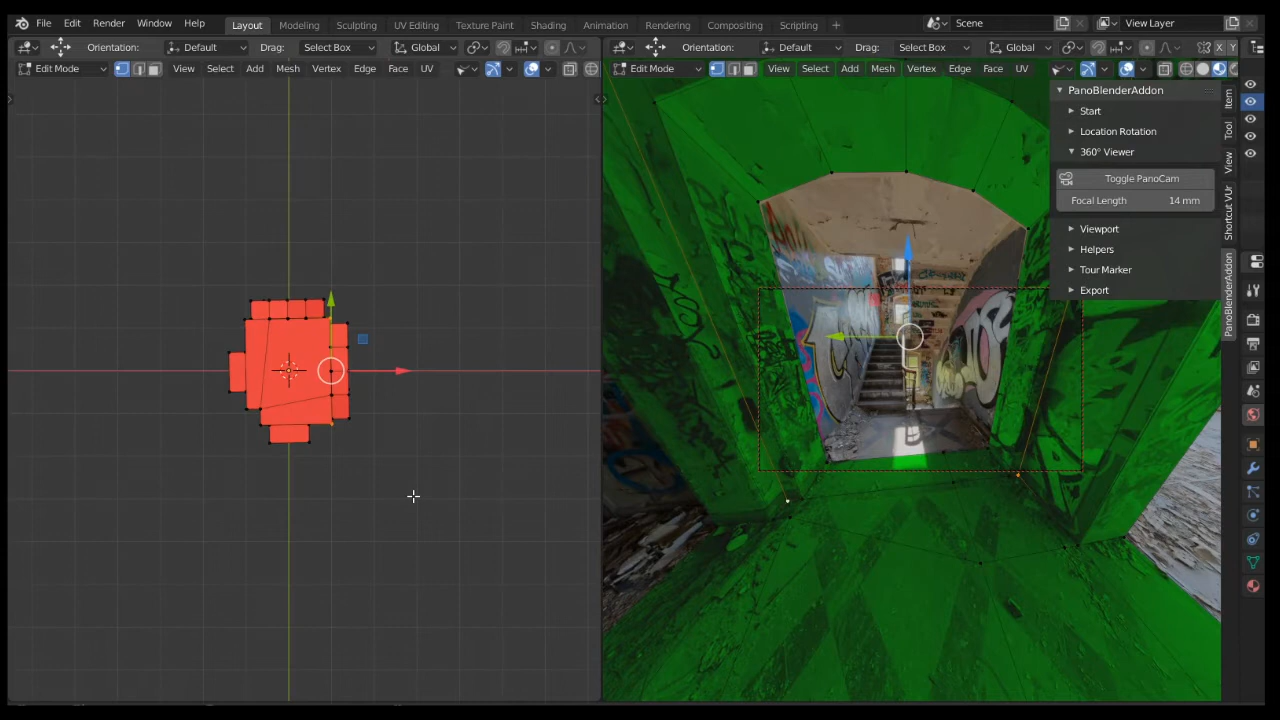 File Edit Render Window Help Layout Modeling Sculpting UV Editing Texture Paint Shading Animation Rendering Compositing Scripting + Scene View Layer
Orientation: Default Drag: Select Box Global
Orientation: Default Drag: Select Box Global X Y
Edit Mode View Select Add Mesh Vertex Edge Face UV
Edit Mode View Select Add Mesh Vertex Edge Face UV
PanoBlenderAddon
Start
Location Rotation
360° Viewer
Toggle PanoCam
Focal Length 14 mm
Viewport
Helpers
Tour Marker
Export
Item
Tool
View
Shortcut VUr
PanoBlenderAddon